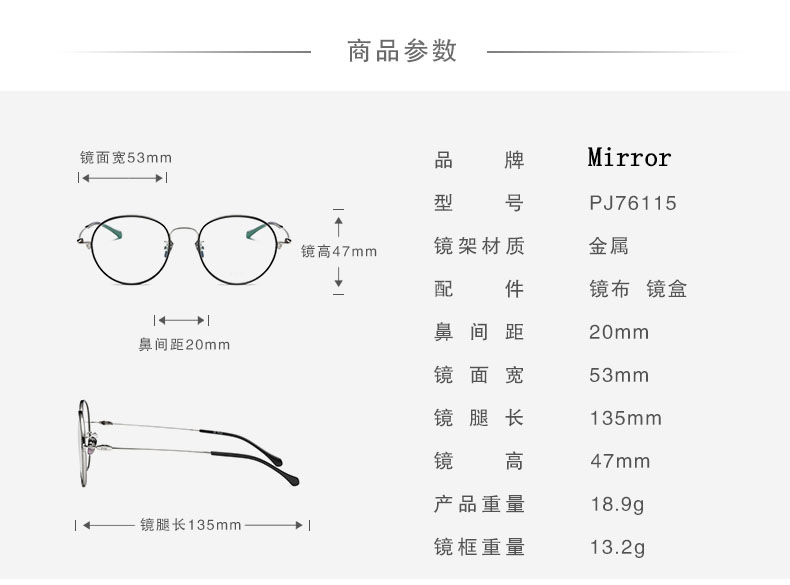 商品参数
镜面宽53mm
镜高47mm
鼻间距20mm
镜腿长135mm
品牌 Mirror
型号 PJ76115
镜架材质 金属
配件 镜布 镜盒
鼻间距 20mm
镜面宽 53mm
镜腿长 135mm
镜高 47mm
产品重量 18.9g
镜框重量 13.2g